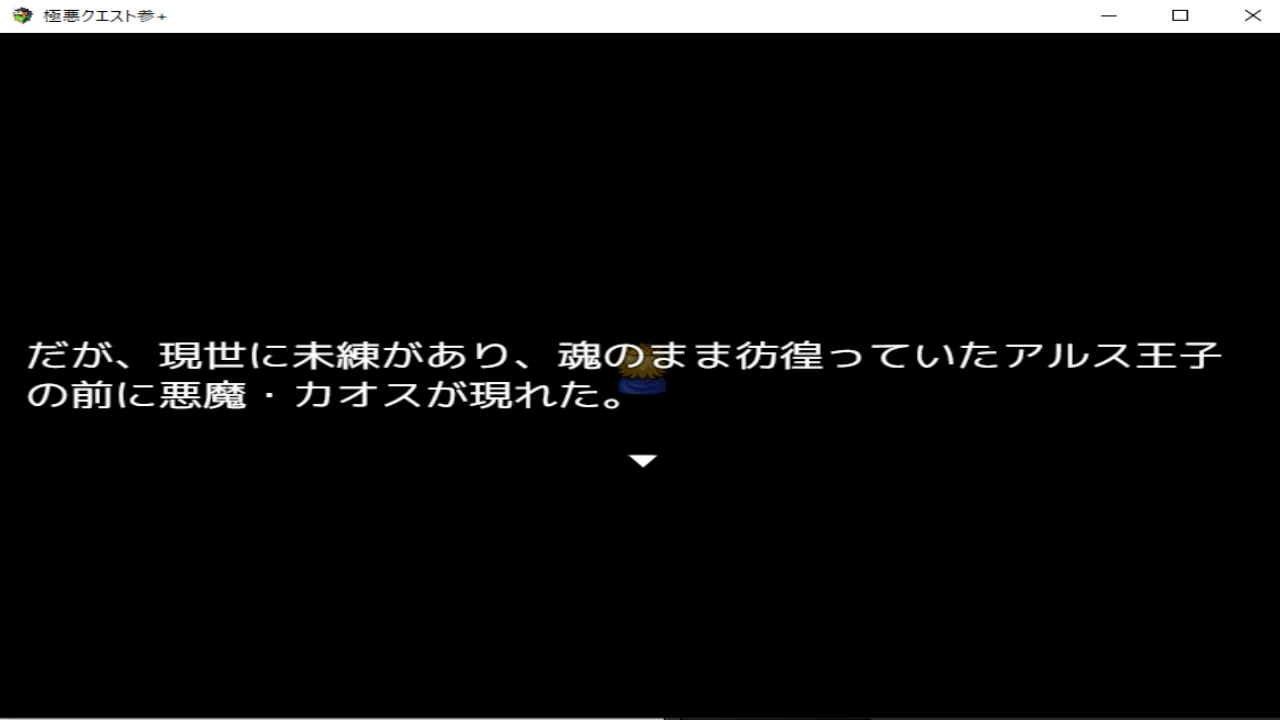 極悪クエスト参+
だが、現世に未練があり、魂のまま彷徨っていたアルス王子
の前に悪魔・カオスが現れた。